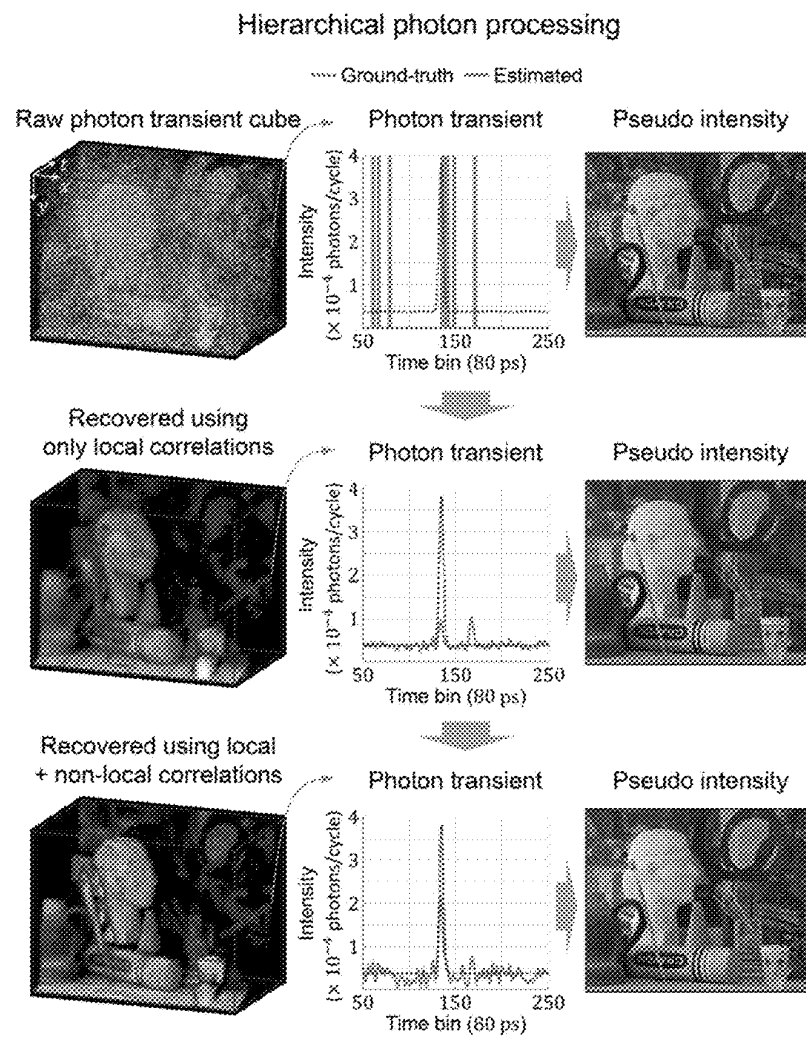 Hierarchical photon processing
Ground-truth Estimated
Raw photon transient cube
Photon transient
Pseudo intensity
Intensity
(× 10⁻⁴ photons/cycle)
4
3
2
1
50 150 250
Time bin (80 ps)
Recovered using
only local correlations
Photon transient
Pseudo intensity
Intensity
(× 10⁻⁴ photons/cycle)
4
3
2
1
50 150 250
Time bin (80 ps)
Recovered using local
+ non-local correlations
Photon transient
Pseudo intensity
Intensity
(× 10⁻⁴ photons/cycle)
4
3
2
1
50 150 250
Time bin (80 ps)